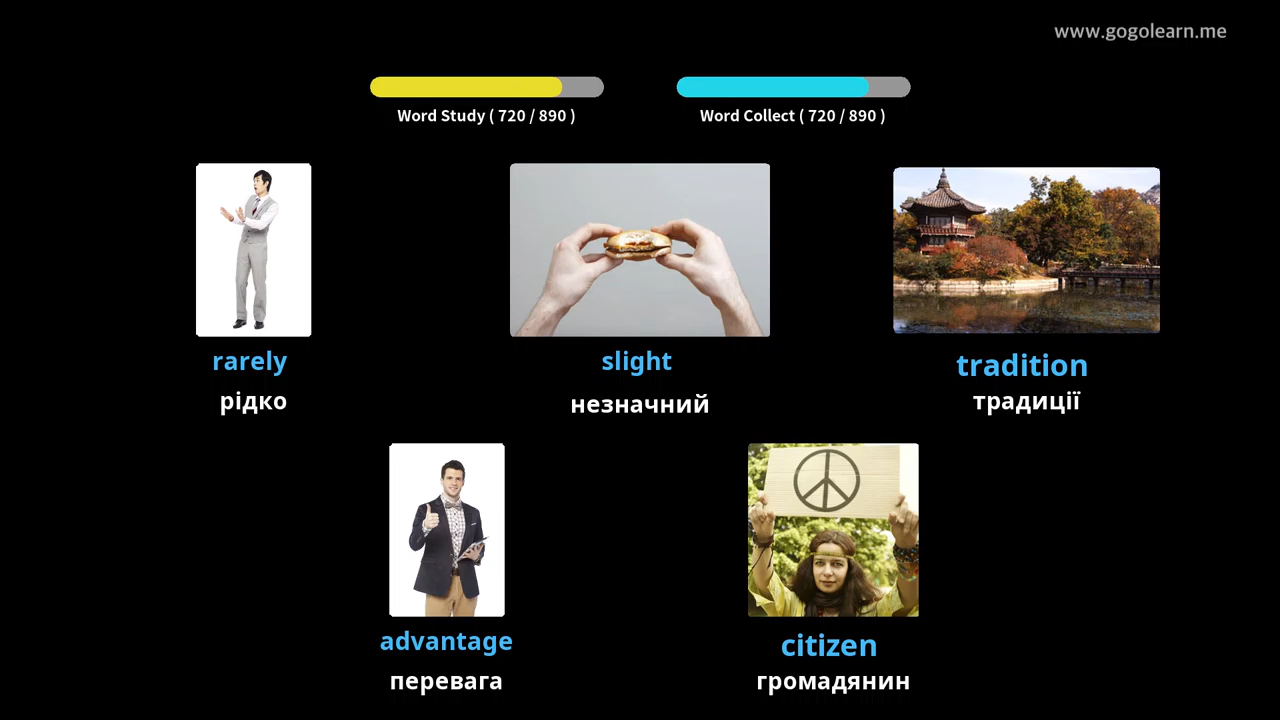 www.gogolearn.me
Word Study ( 720 / 890 )
Word Collect ( 720 / 890 )
rarely
slight
tradition
рідко
незначний
традиції
advantage
citizen
перевага
громадянин